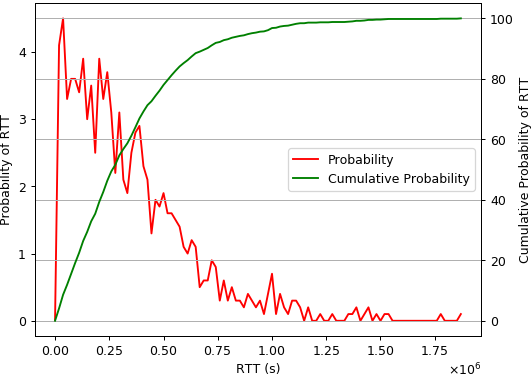 Probability of RTT
4
3
2
1
0
100
80
60
40
20
0
Cumulative Probability of RTT
Probability
Cumulative Probability
0.00 0.25 0.50 0.75 1.00 1.25 1.50 1.75
RTT (s)
×10⁶